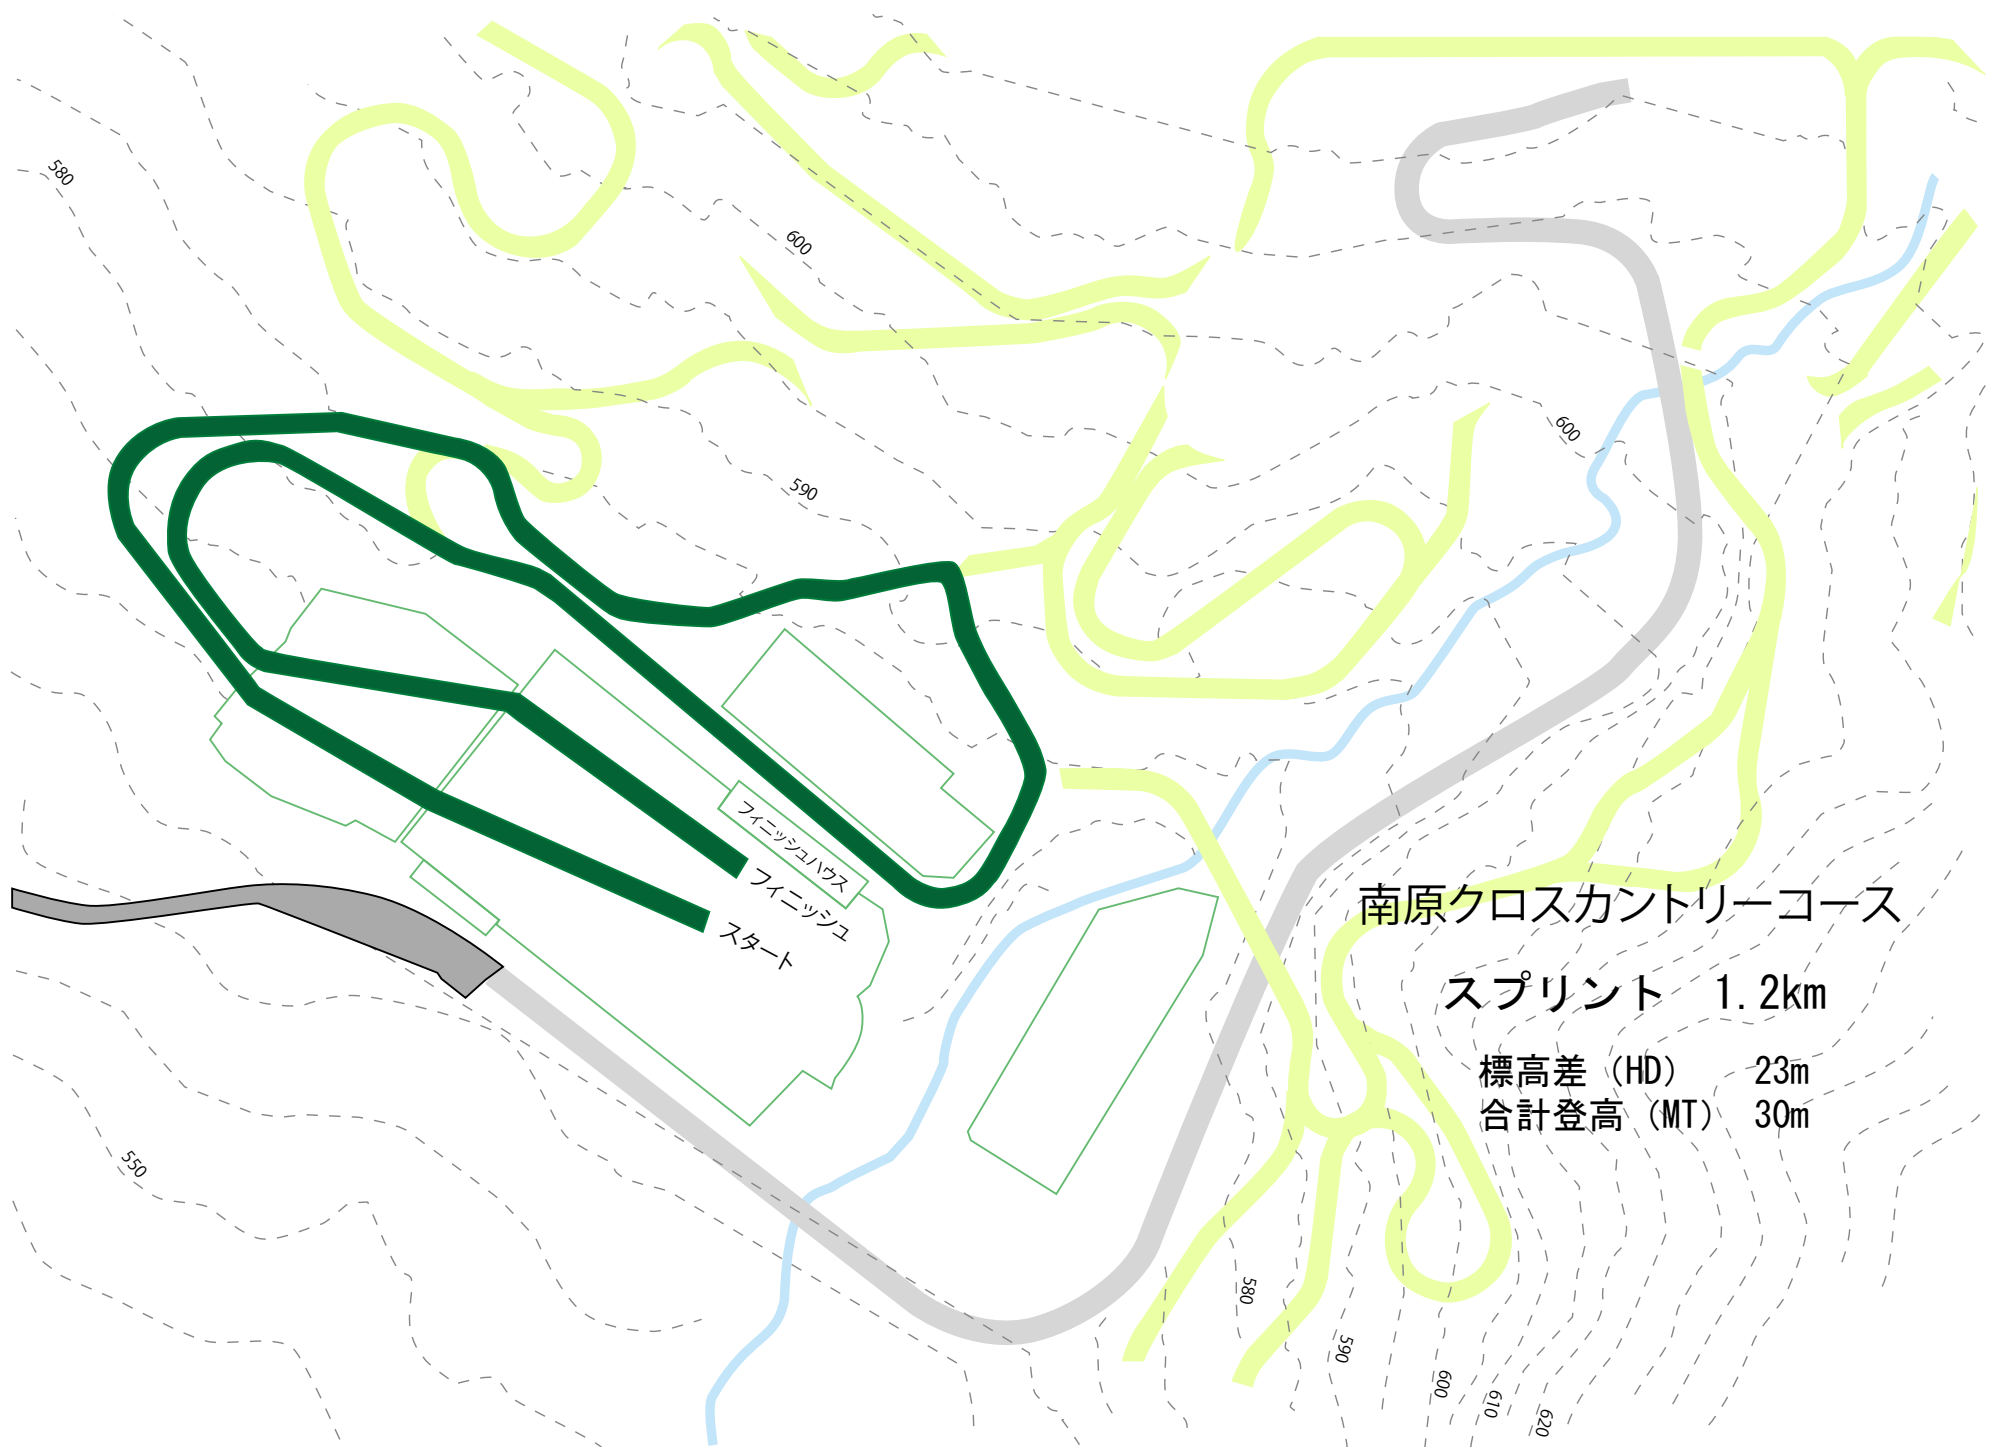 580
600
600
590
フィニッシュハウス
フィニッシュ
スタート
南原クロスカントリーコース
スプリント　1.2km
標高差（HD）　23m
合計登高（MT）　30m
550
580
590
600
610
620